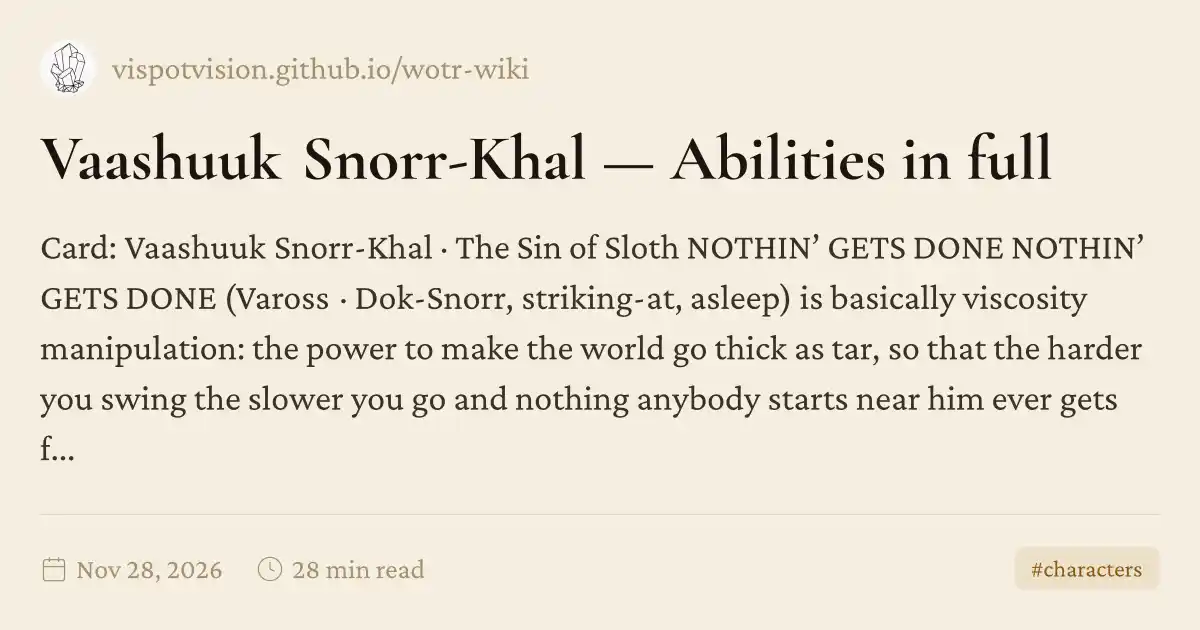 vispotvision.github.io/wotr-wiki
Vaashuuk Snorr-Khal — Abilities in full
Card: Vaashuuk Snorr-Khal · The Sin of Sloth NOTHIN’ GETS DONE NOTHIN’
GETS DONE (Vaross · Dok-Snorr, striking-at, asleep) is basically viscosity
manipulation: the power to make the world go thick as tar, so that the harder
you swing the slower you go and nothing anybody starts near him ever gets
f...
Nov 28, 2026
28 min read
#characters